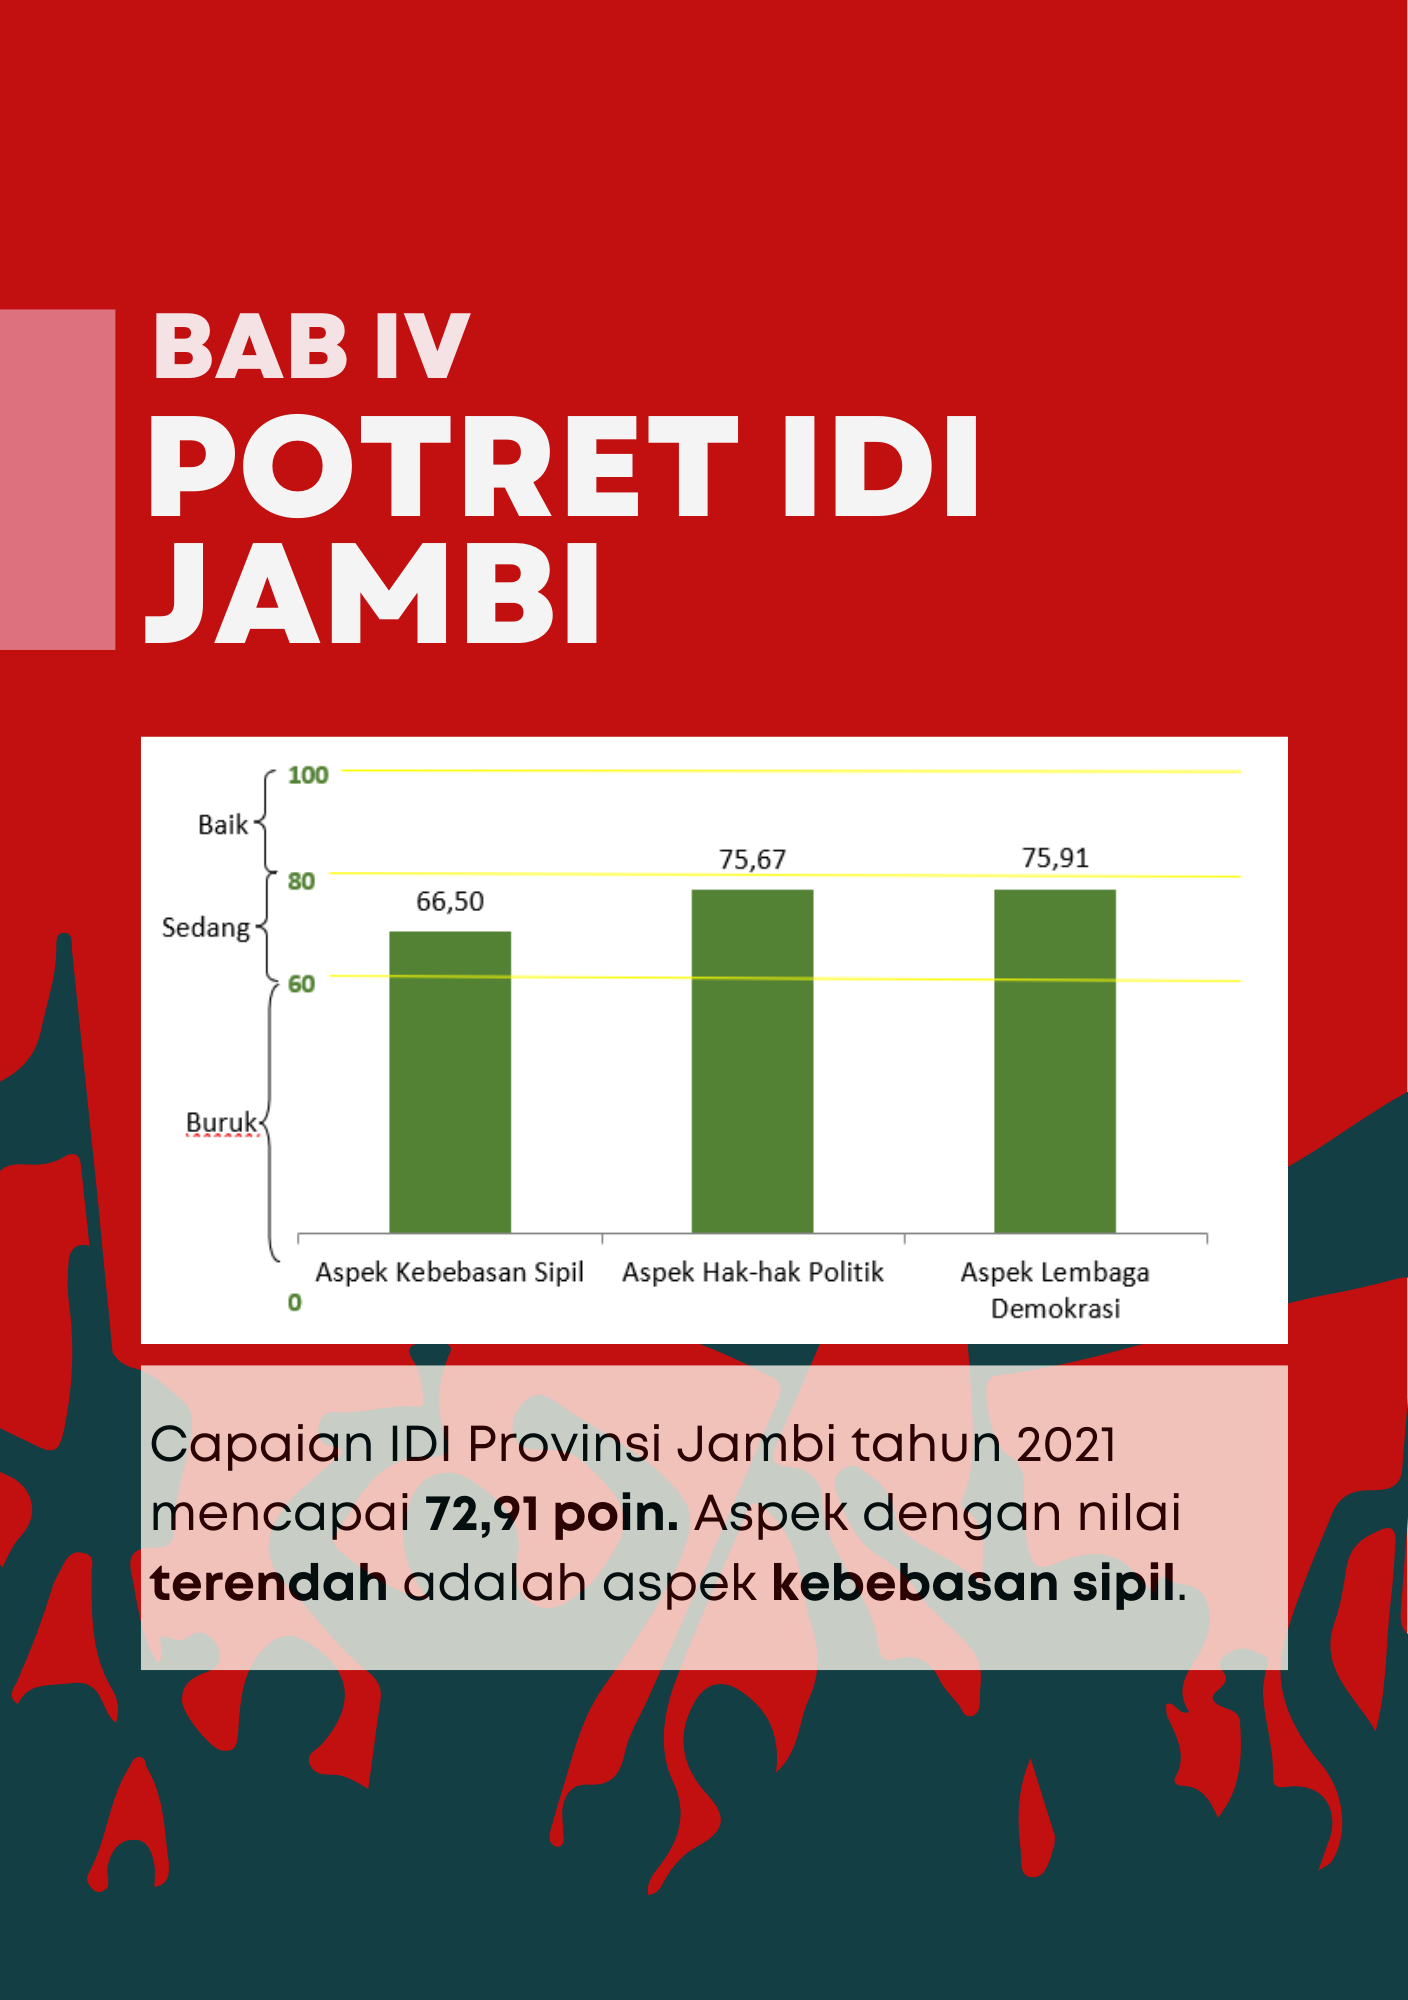 BAB IV
POTRET IDI
JAMBI
100
Baik
80
Sedang
60
Buruk
0
66,50
75,67
75,91
Aspek Kebebasan Sipil
Aspek Hak-hak Politik
Aspek Lembaga
Demokrasi
Capaian IDI Provinsi Jambi tahun 2021
mencapai 72,91 poin. Aspek dengan nilai
terendah adalah aspek kebebasan sipil.